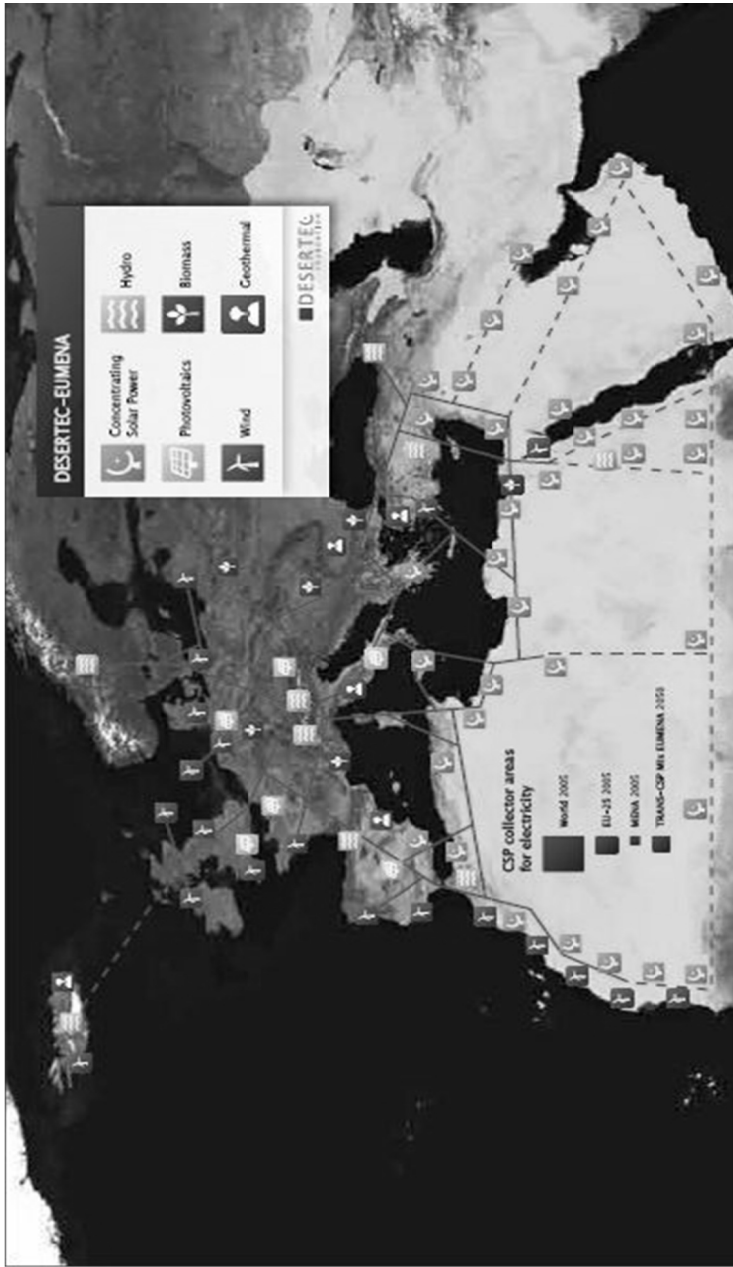 DESERTEC–EUMENA
Concentrating
Solar Power
Hydro
Photovoltaics
Biomass
Wind
Geothermal
DESERTEC
FOUNDATION
CSP collector areas
for electricity
World 2005
EU–25 2005
MENA 2005
TRANS–CSP Mix EUMENA 2050